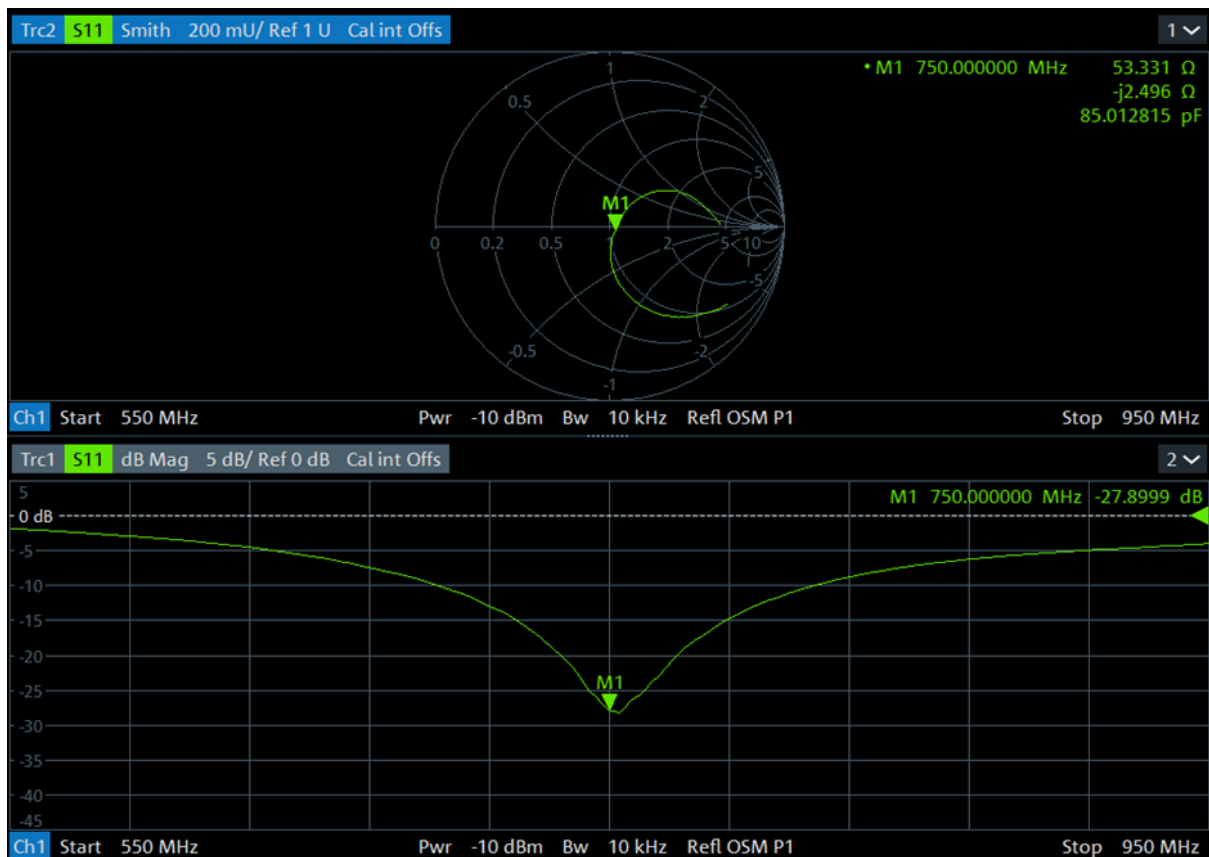 Trc2 S11 Smith 200 mU/ Ref 1 U Cal int Offs 1
M1 750.000000 MHz 53.331 Ω
-j2.496 Ω
85.012815 pF
1
0.5 2
5
M1
0 0.2 0.5 1 2 5 10
-5
-0.5 -2
-1
Ch1 Start 550 MHz Pwr -10 dBm Bw 10 kHz Refl OSM P1 Stop 950 MHz
Trc1 S11 dB Mag 5 dB/ Ref 0 dB Cal int Offs 2
5 M1 750.000000 MHz -27.8999 dB
0 dB
-5
-10
-15
-20
-25 M1
-30
-35
-40
-45
Ch1 Start 550 MHz Pwr -10 dBm Bw 10 kHz Refl OSM P1 Stop 950 MHz